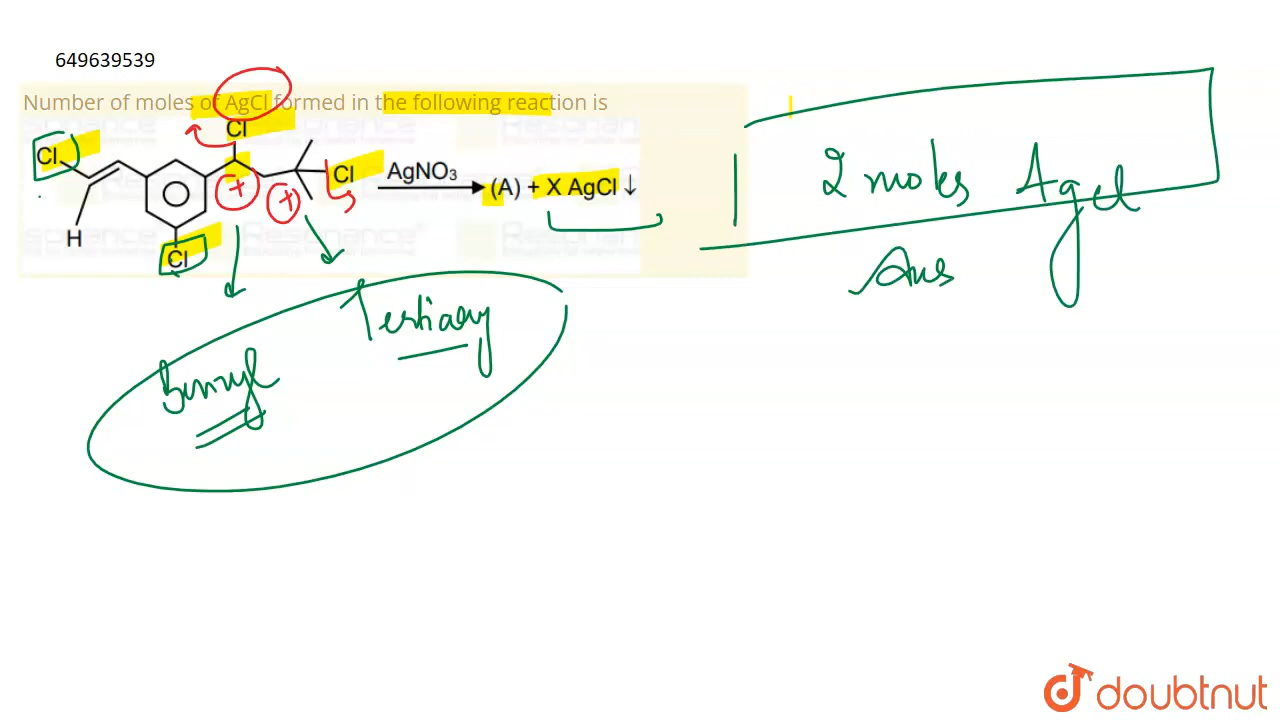 649639539
Number of moles of AgCl formed in the following reaction is
Cl
Cl
Cl
AgNO₃
(A) + X AgCl ↓
H
Cl
+
+
2 moles AgCl
Ans
Tertiary
Benzyl
doubtnut